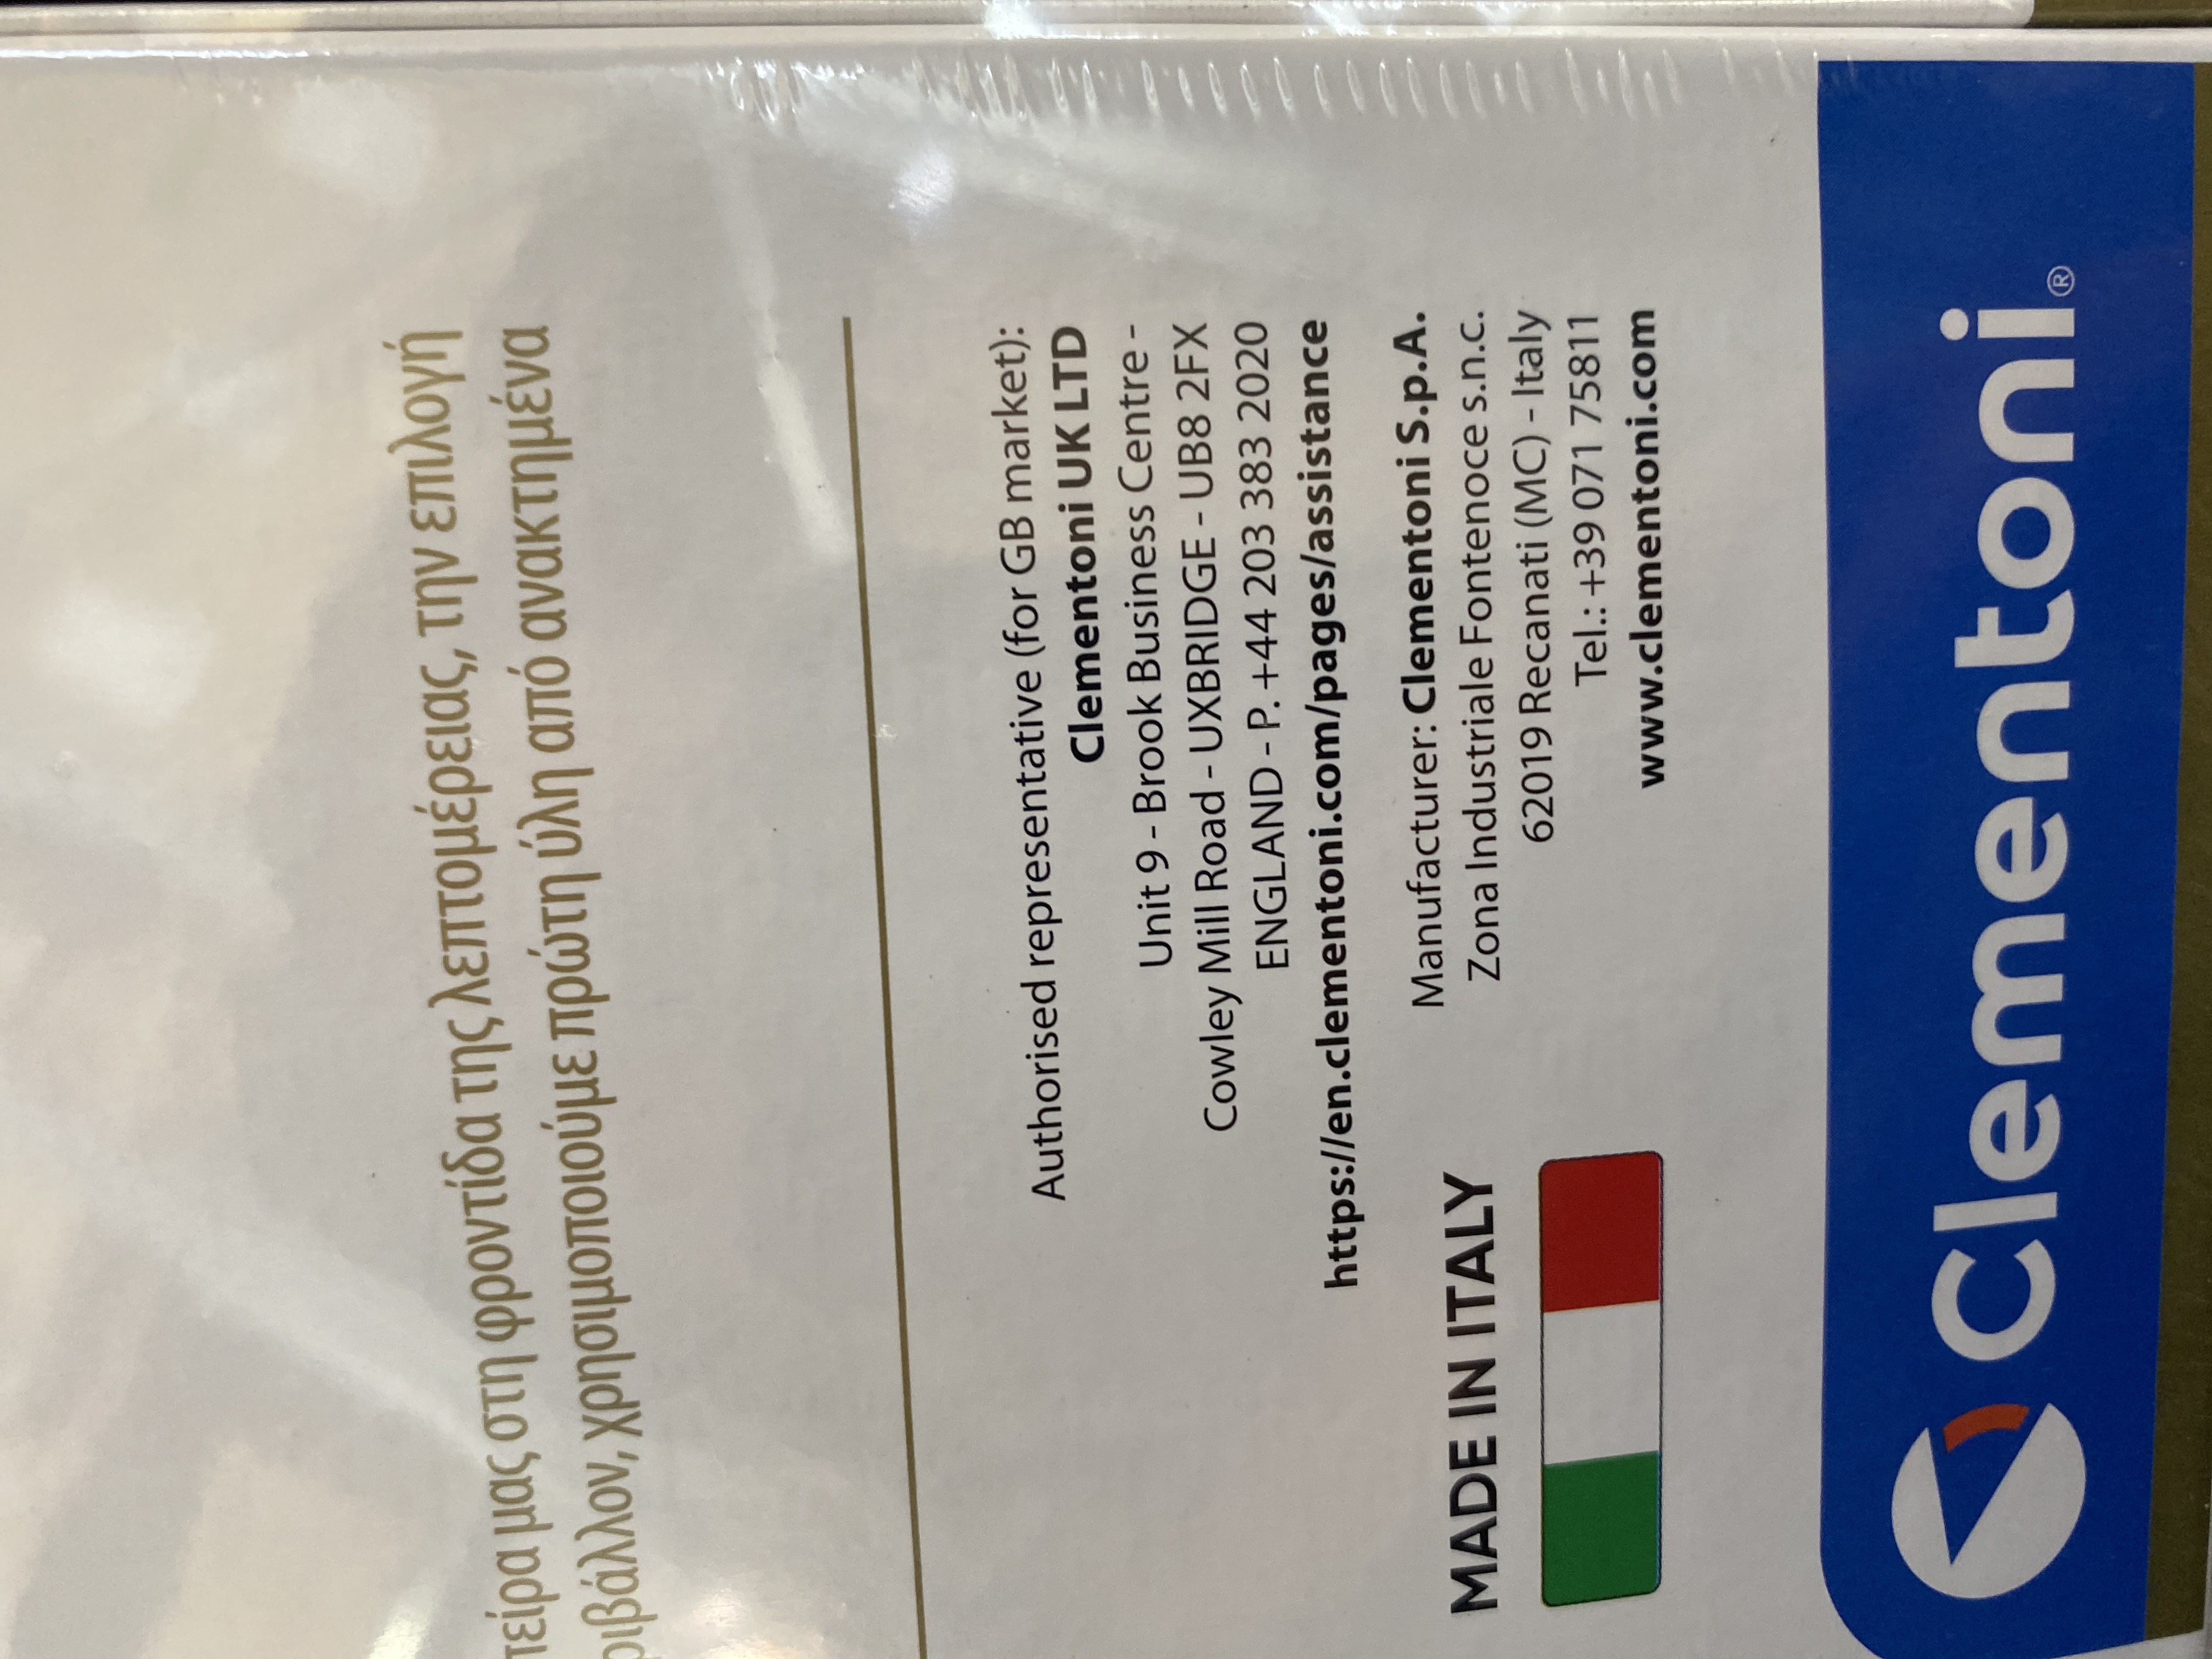 μας στη φροντίδα της λεπτομέρειας, την επιλογή
χρησιμοποιούμε πρώτη ύλη από ανακτημένα
Authorised representative (for GB market):
Clementoni UK LTD
Unit 9 - Brook Business Centre -
Cowley Mill Road - UXBRIDGE - UB8 2FX
ENGLAND - P. +44 203 383 2020
https://en.clementoni.com/pages/assistance
MADE IN ITALY
Manufacturer: Clementoni S.p.A.
Zona Industriale Fontenoce s.n.c.
62019 Recanati (MC) - Italy
Tel.: +39 071 75811
www.clementoni.com
Clementoni®